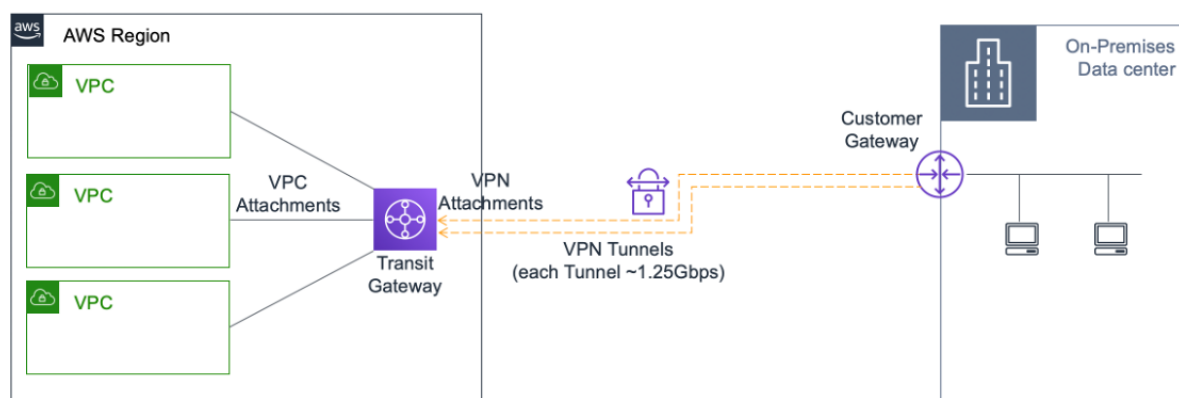 aws
AWS Region
On-Premises
Data center
VPC
Customer
Gateway
VPC
VPC
Attachments
VPN
Attachments
VPN Tunnels
(each Tunnel ~1.25Gbps)
Transit
Gateway
VPC